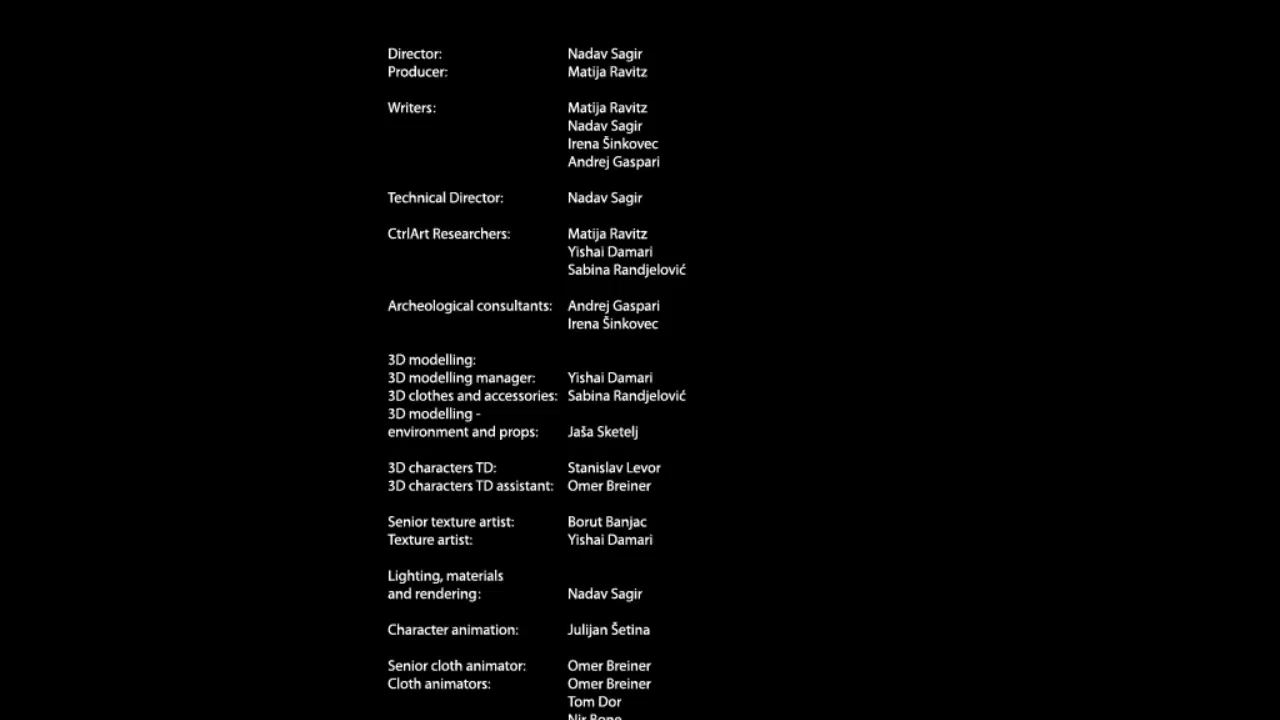 Director: Nadav Sagir
Producer: Matija Ravitz
Writers: Matija Ravitz
Nadav Sagir
Irena Šinkovec
Andrej Gaspari
Technical Director: Nadav Sagir
CtrlArt Researchers: Matija Ravitz
Yishai Damari
Sabina Randjelović
Archeological consultants: Andrej Gaspari
Irena Šinkovec
3D modelling:
3D modelling manager: Yishai Damari
3D clothes and accessories: Sabina Randjelović
3D modelling -
environment and props: Jaša Sketelj
3D characters TD: Stanislav Levor
3D characters TD assistant: Omer Breiner
Senior texture artist: Borut Banjac
Texture artist: Yishai Damari
Lighting, materials
and rendering: Nadav Sagir
Character animation: Julijan Šetina
Senior cloth animator: Omer Breiner
Cloth animators: Omer Breiner
Tom Dor